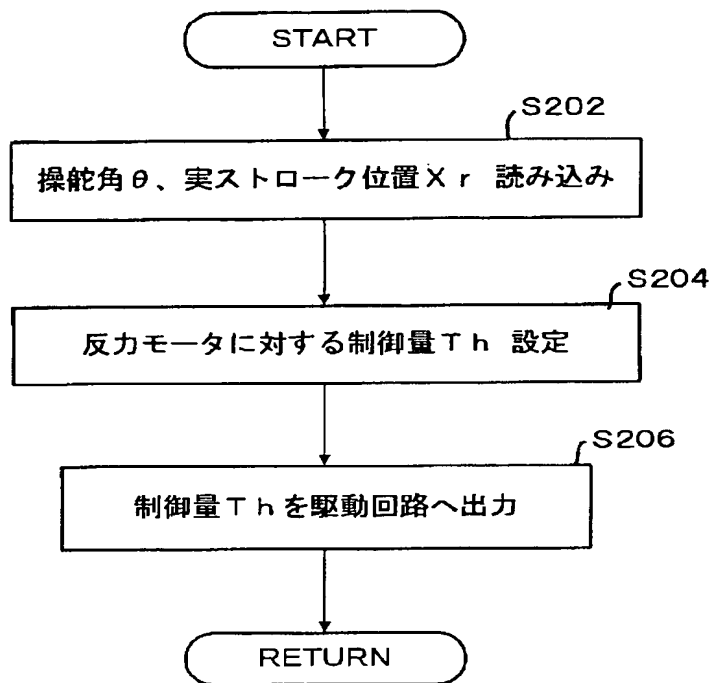 START
S202
操舵角θ、実ストローク位置Xr 読み込み
S204
反力モータに対する制御量Th 設定
S206
制御量Thを駆動回路へ出力
RETURN